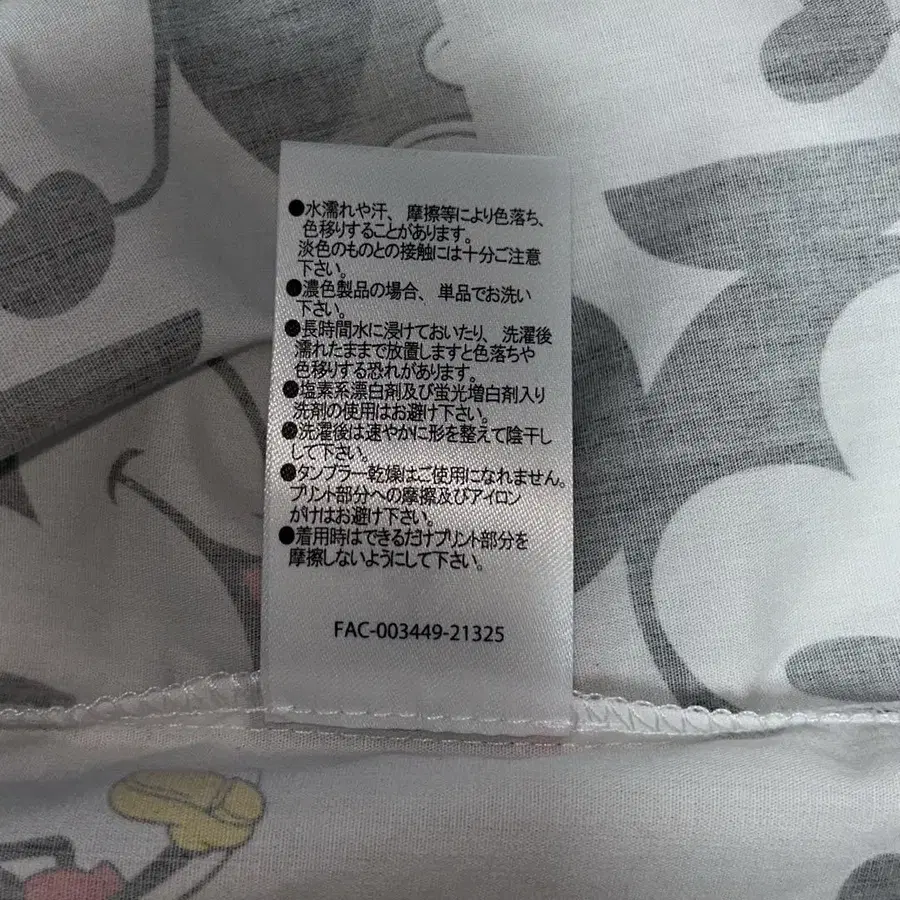 ●水濡れや汗、摩擦等により色落ち、
色移りすることがあります。
淡色のものとの接触には十分ご注意
下さい。
●濃色製品の場合、単品でお洗い
下さい。
●長時間水に浸けておいたり、洗濯後
濡れたままで放置しますと色落ちや
色移りする恐れがあります。
●塩素系漂白剤及び蛍光増白剤入り
洗剤の使用はお避け下さい。
●洗濯後は速やかに形を整えて陰干し
して下さい。
●タンブラー乾燥はご使用になれません。
プリント部分への摩擦及びアイロン
がけはお避け下さい。
●着用時はできるだけプリント部分を
摩擦しないようにして下さい。
FAC-003449-21325